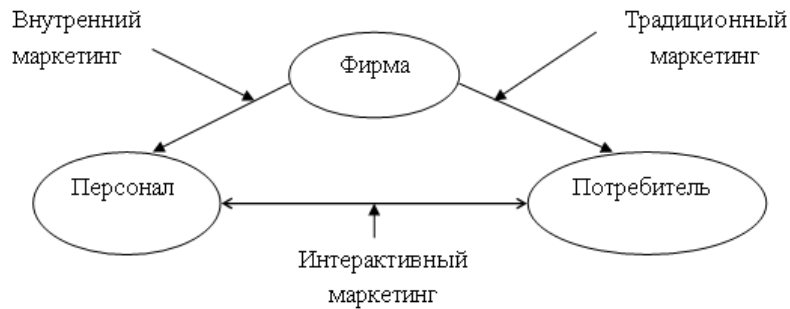 Внутренний
маркетинг
Традиционный
маркетинг
Фирма
Персонал
Потребитель
Интерактивный
маркетинг